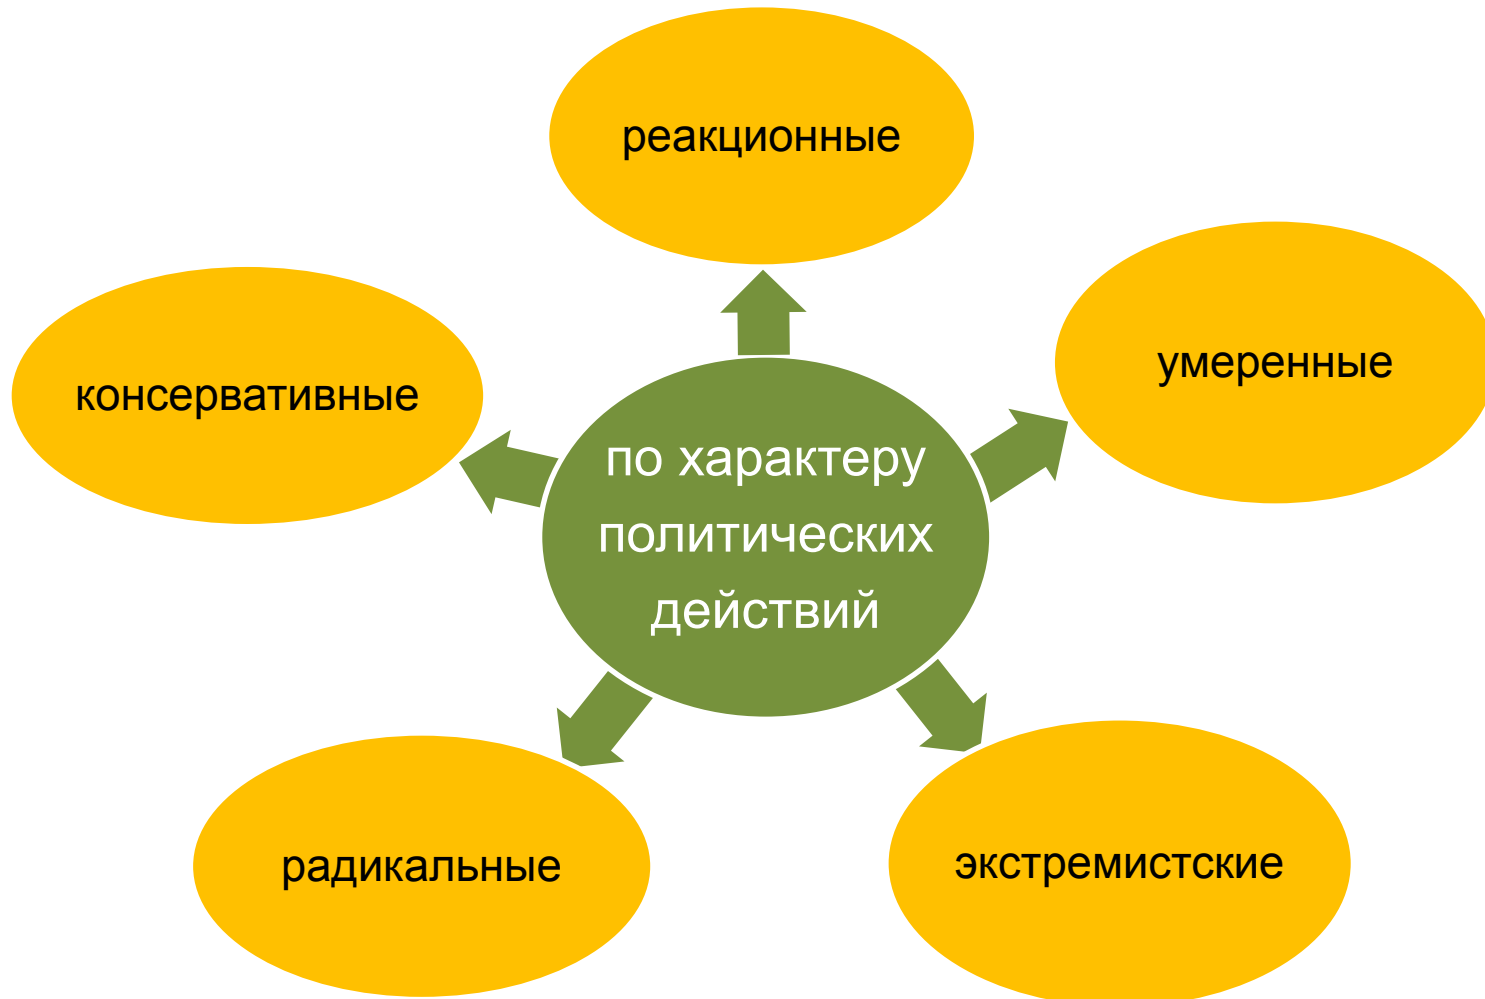 реакционные
умеренные
консервативные
по характеру
политических
действий
радикальные
экстремистские